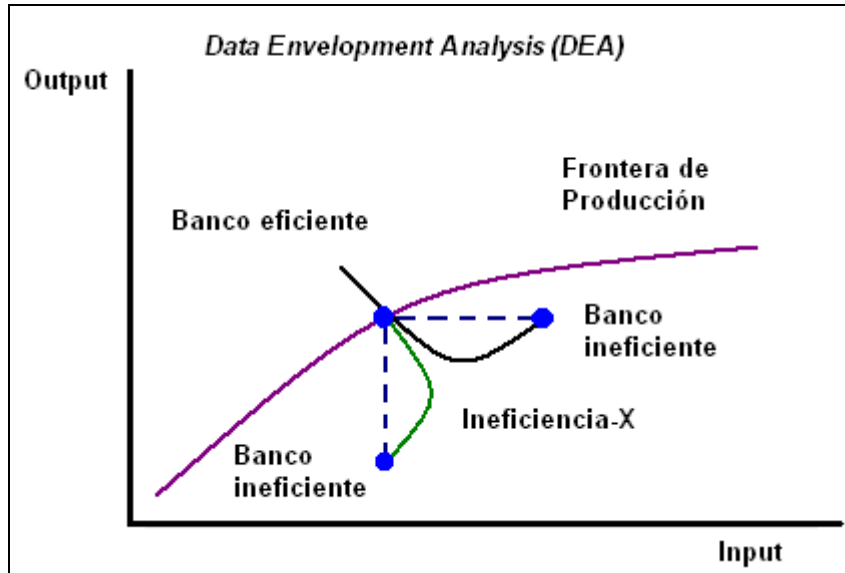 Data Envelopment Analysis (DEA)
Output
Frontera de
Producción
Banco eficiente
Banco
ineficiente
Ineficiencia-X
Banco
ineficiente
Input